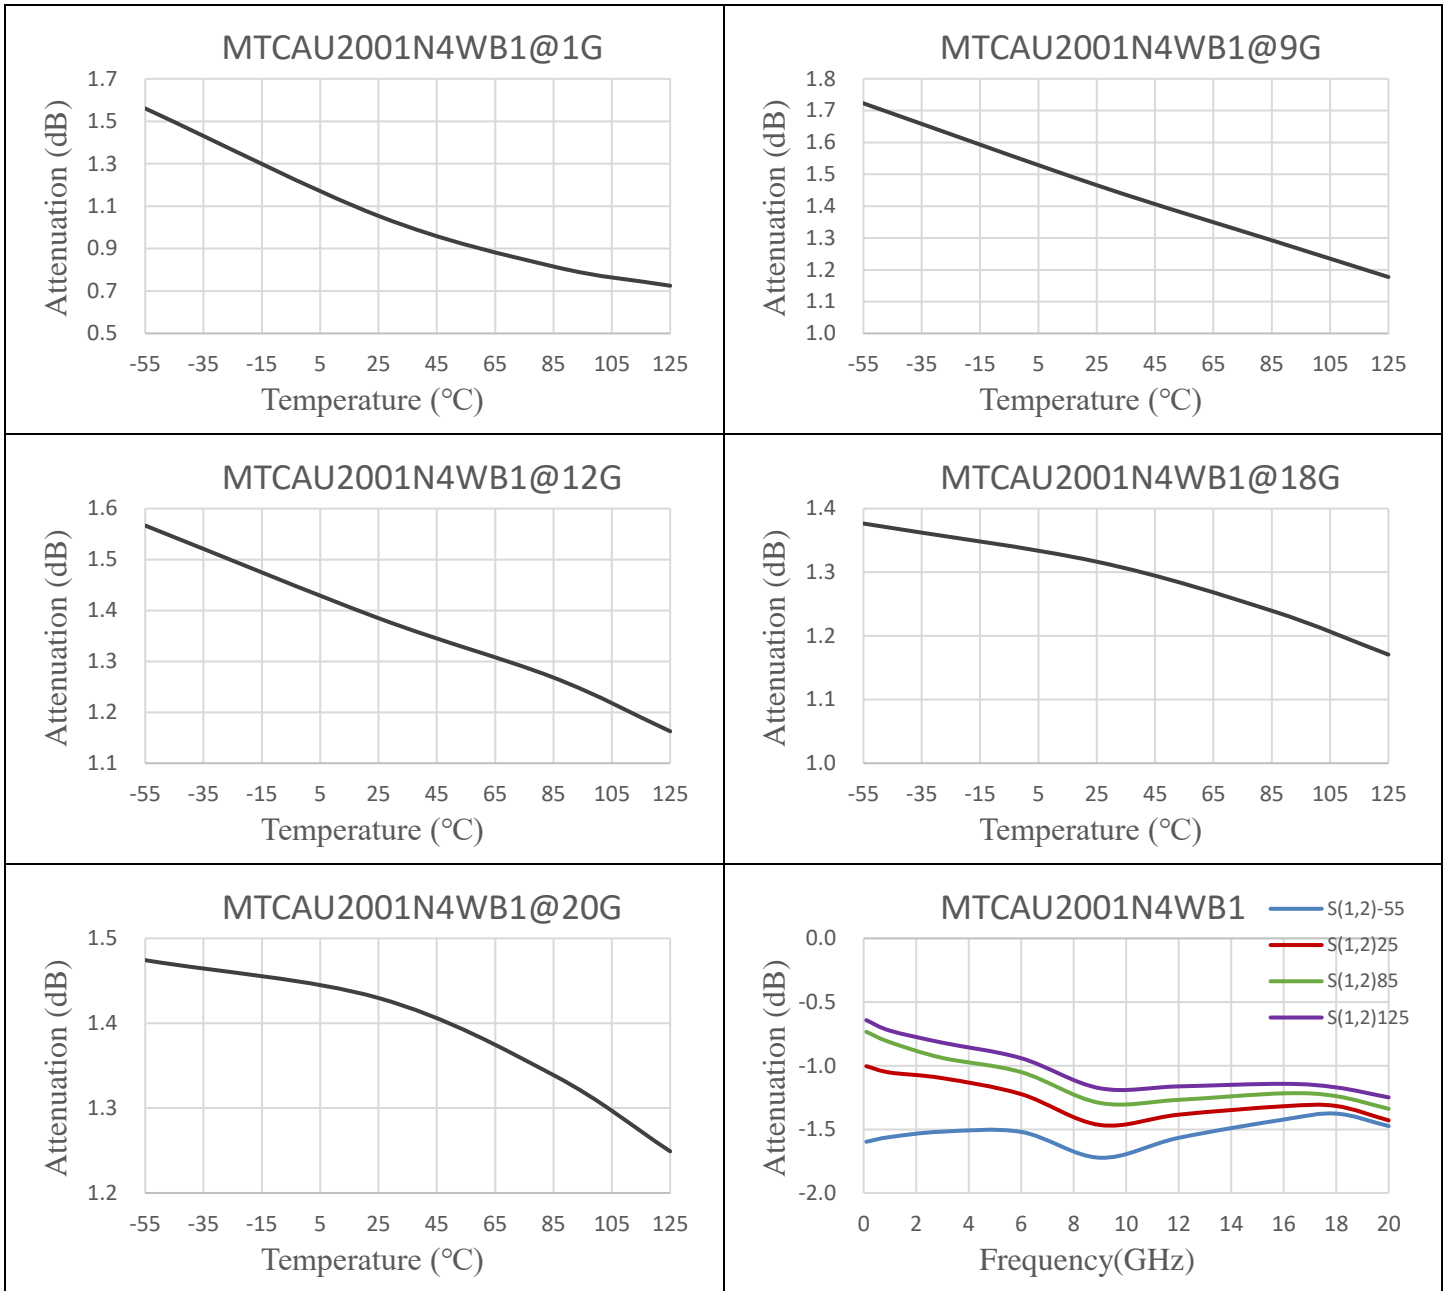 MTCAU2001N4WB1@1G
Attenuation (dB)
1.7
1.5
1.3
1.1
0.9
0.7
0.5
-55 -35 -15 5 25 45 65 85 105 125
Temperature (℃)
MTCAU2001N4WB1@9G
Attenuation (dB)
1.8
1.7
1.6
1.5
1.4
1.3
1.2
1.1
1.0
-55 -35 -15 5 25 45 65 85 105 125
Temperature (℃)
MTCAU2001N4WB1@12G
Attenuation (dB)
1.6
1.5
1.4
1.3
1.2
1.1
-55 -35 -15 5 25 45 65 85 105 125
Temperature (℃)
MTCAU2001N4WB1@18G
Attenuation (dB)
1.4
1.3
1.2
1.1
1.0
-55 -35 -15 5 25 45 65 85 105 125
Temperature (℃)
MTCAU2001N4WB1@20G
Attenuation (dB)
1.5
1.4
1.3
1.2
-55 -35 -15 5 25 45 65 85 105 125
Temperature (℃)
MTCAU2001N4WB1
S(1,2)-55
S(1,2)25
S(1,2)85
S(1,2)125
Attenuation (dB)
0.0
-0.5
-1.0
-1.5
-2.0
0 2 4 6 8 10 12 14 16 18 20
Frequency(GHz)